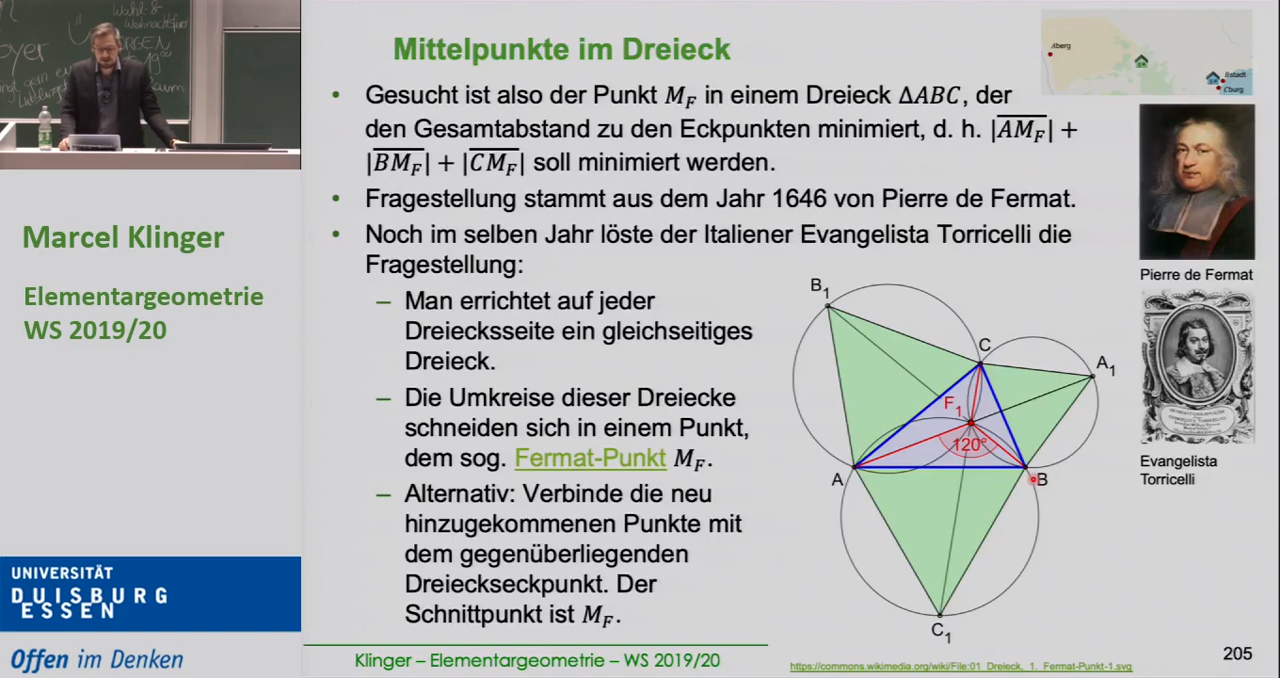 Wahl-&
19
Mittelpunkte im Dreieck
Aberg
Bstadt
C'burg
• Gesucht ist also der Punkt M_F in einem Dreieck ΔABC, der
den Gesamtabstand zu den Eckpunkten minimiert, d. h. |AM_F| +
|BM_F| + |CM_F| soll minimiert werden.
• Fragestellung stammt aus dem Jahr 1646 von Pierre de Fermat.
• Noch im selben Jahr löste der Italiener Evangelista Torricelli die
Fragestellung:
– Man errichtet auf jeder
Dreiecksseite ein gleichseitiges
Dreieck.
– Die Umkreise dieser Dreiecke
schneiden sich in einem Punkt,
dem sog. Fermat-Punkt M_F.
– Alternativ: Verbinde die neu
hinzugekommenen Punkte mit
dem gegenüberliegenden
Dreieckseckpunkt. Der
Schnittpunkt ist M_F.
B1
C
A1
F1
120°
A
B
C1
Pierre de Fermat
Evangelista
Torricelli
Marcel Klinger
Elementargeometrie
WS 2019/20
UNIVERSITÄT
DUISBURG
ESSEN
Offen im Denken
Klinger – Elementargeometrie – WS 2019/20
https://commons.wikimedia.org/wiki/File:01_Dreieck,_1._Fermat-Punkt-1.svg
205